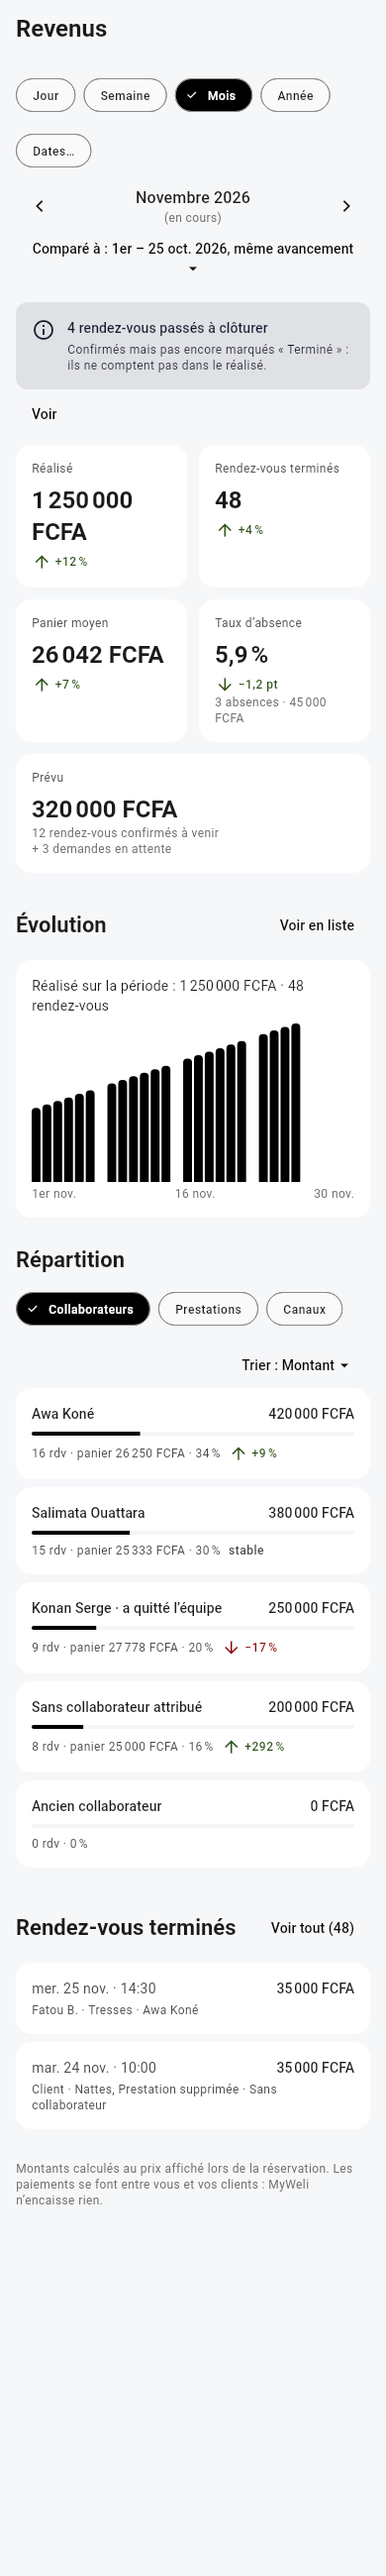 Revenus
Jour
Semaine
Mois
Année
Dates…
Novembre 2026
(en cours)
Comparé à : 1er – 25 oct. 2026, même avancement
4 rendez-vous passés à clôturer
Confirmés mais pas encore marqués « Terminé » :
ils ne comptent pas dans le réalisé.
Voir
Réalisé
1 250 000
FCFA
+12 %
Rendez-vous terminés
48
+4 %
Panier moyen
26 042 FCFA
+7 %
Taux d’absence
5,9 %
−1,2 pt
3 absences · 45 000
FCFA
Prévu
320 000 FCFA
12 rendez-vous confirmés à venir
+ 3 demandes en attente
Évolution
Voir en liste
Réalisé sur la période : 1 250 000 FCFA · 48
rendez-vous
1er nov.
16 nov.
30 nov.
Répartition
Collaborateurs
Prestations
Canaux
Trier : Montant
Awa Koné
420 000 FCFA
16 rdv · panier 26 250 FCFA · 34 %
+9 %
Salimata Ouattara
380 000 FCFA
15 rdv · panier 25 333 FCFA · 30 %
stable
Konan Serge · a quitté l’équipe
250 000 FCFA
9 rdv · panier 27 778 FCFA · 20 %
−17 %
Sans collaborateur attribué
200 000 FCFA
8 rdv · panier 25 000 FCFA · 16 %
+292 %
Ancien collaborateur
0 FCFA
0 rdv · 0 %
Rendez-vous terminés
Voir tout (48)
mer. 25 nov. · 14:30
35 000 FCFA
Fatou B. · Tresses · Awa Koné
mar. 24 nov. · 10:00
35 000 FCFA
Client · Nattes, Prestation supprimée · Sans
collaborateur
Montants calculés au prix affiché lors de la réservation. Les
paiements se font entre vous et vos clients : MyWeli
n’encaisse rien.